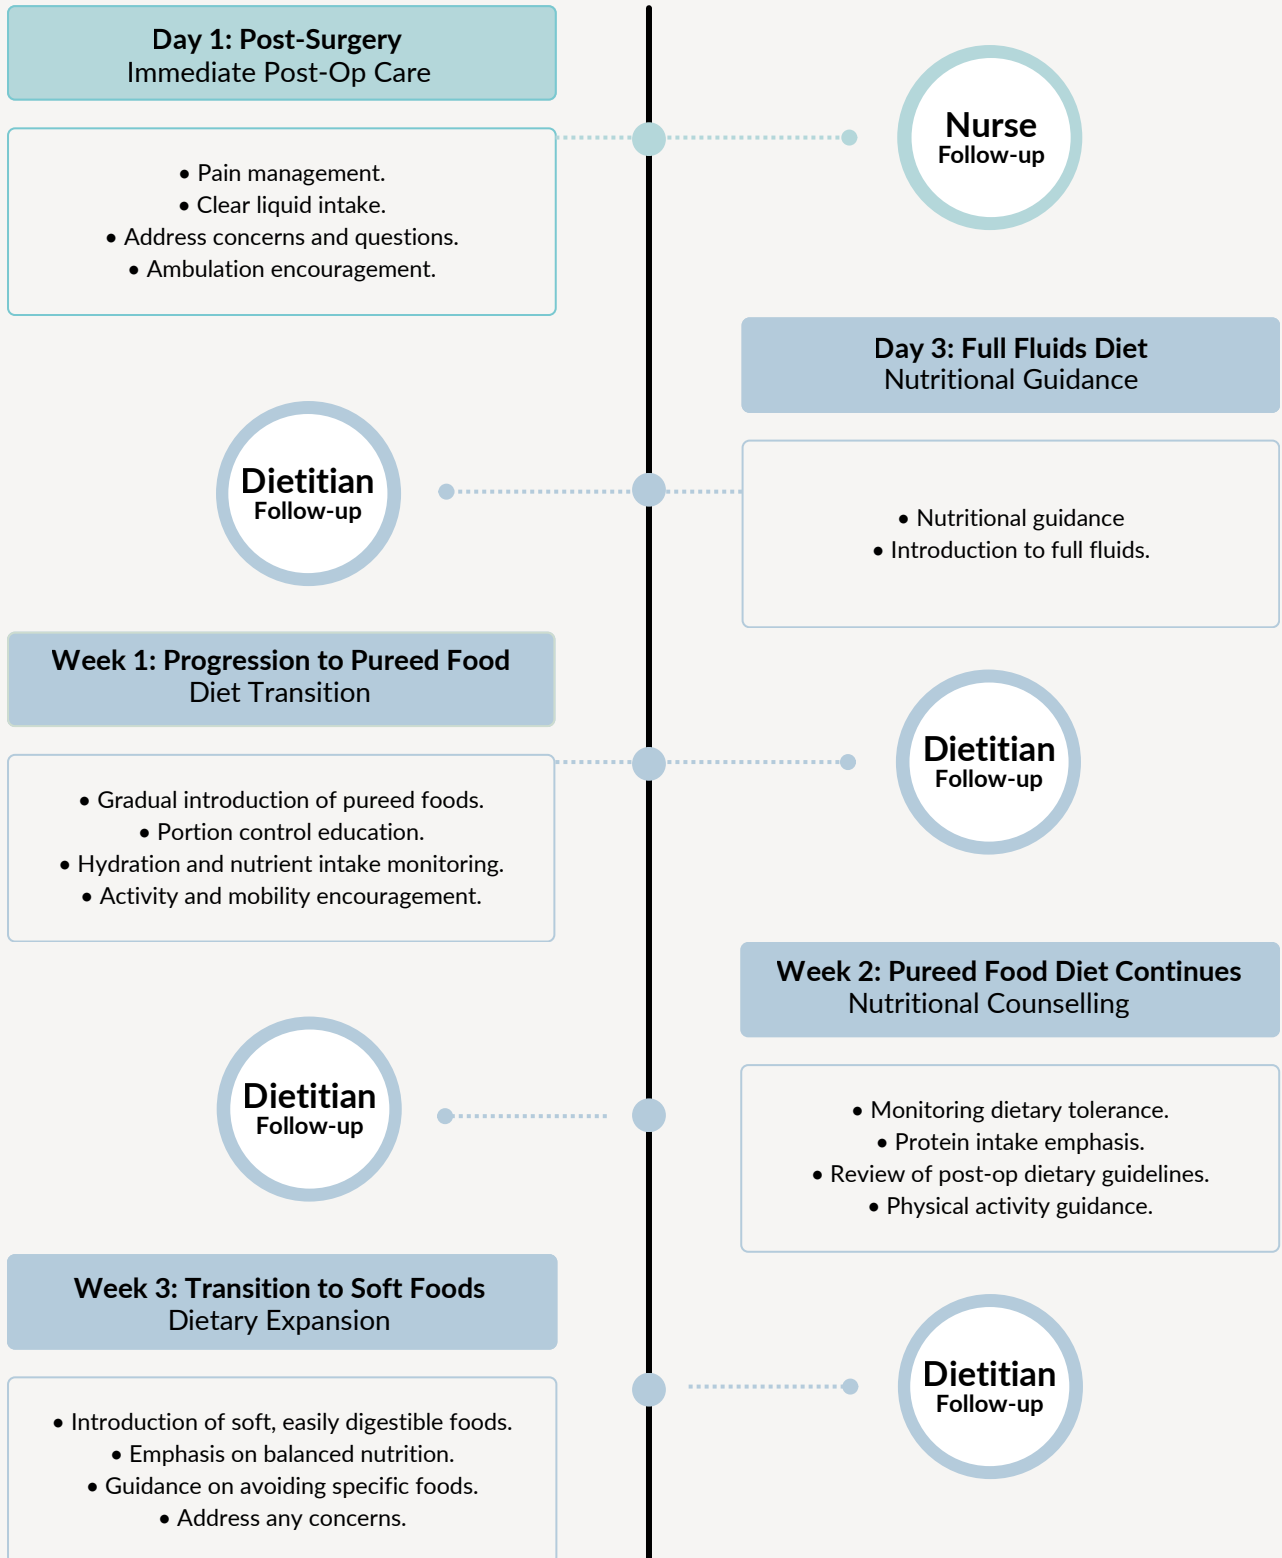 Day 1: Post-Surgery
Immediate Post-Op Care
• Pain management.
• Clear liquid intake.
• Address concerns and questions.
• Ambulation encouragement.
Nurse
Follow-up
Day 3: Full Fluids Diet
Nutritional Guidance
• Nutritional guidance
• Introduction to full fluids.
Dietitian
Follow-up
Week 1: Progression to Pureed Food
Diet Transition
• Gradual introduction of pureed foods.
• Portion control education.
• Hydration and nutrient intake monitoring.
• Activity and mobility encouragement.
Dietitian
Follow-up
Week 2: Pureed Food Diet Continues
Nutritional Counselling
• Monitoring dietary tolerance.
• Protein intake emphasis.
• Review of post-op dietary guidelines.
• Physical activity guidance.
Dietitian
Follow-up
Week 3: Transition to Soft Foods
Dietary Expansion
• Introduction of soft, easily digestible foods.
• Emphasis on balanced nutrition.
• Guidance on avoiding specific foods.
• Address any concerns.
Dietitian
Follow-up